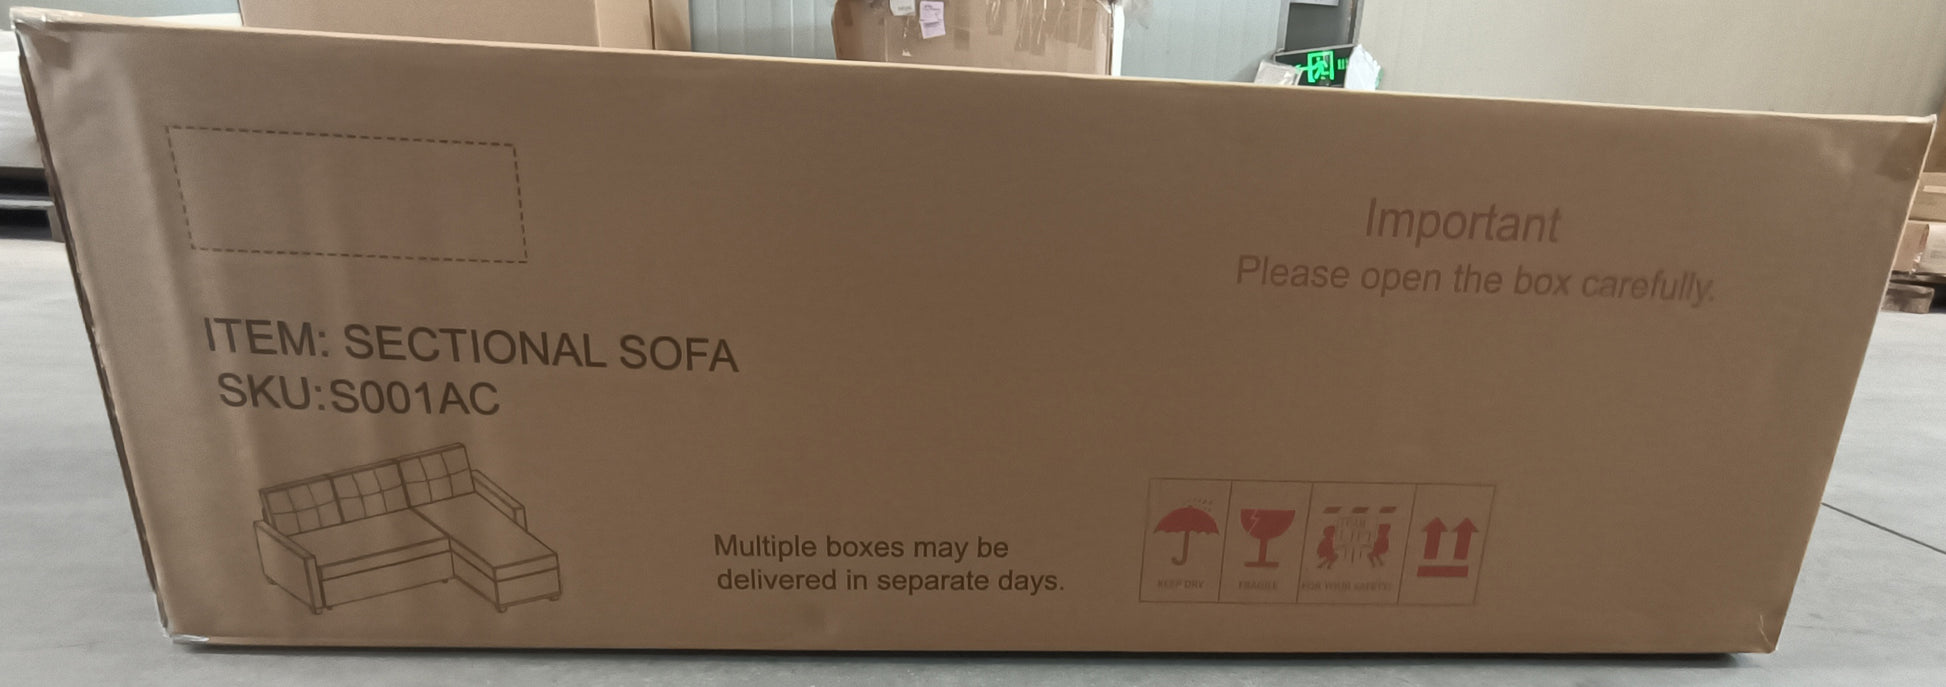 ITEM: SECTIONAL SOFA
SKU:S001AC
Important
Please open the box carefully.
Multiple boxes may be
delivered in separate days.
KEEP DRY
FRAGILE
FOR YOUR SAFETY!